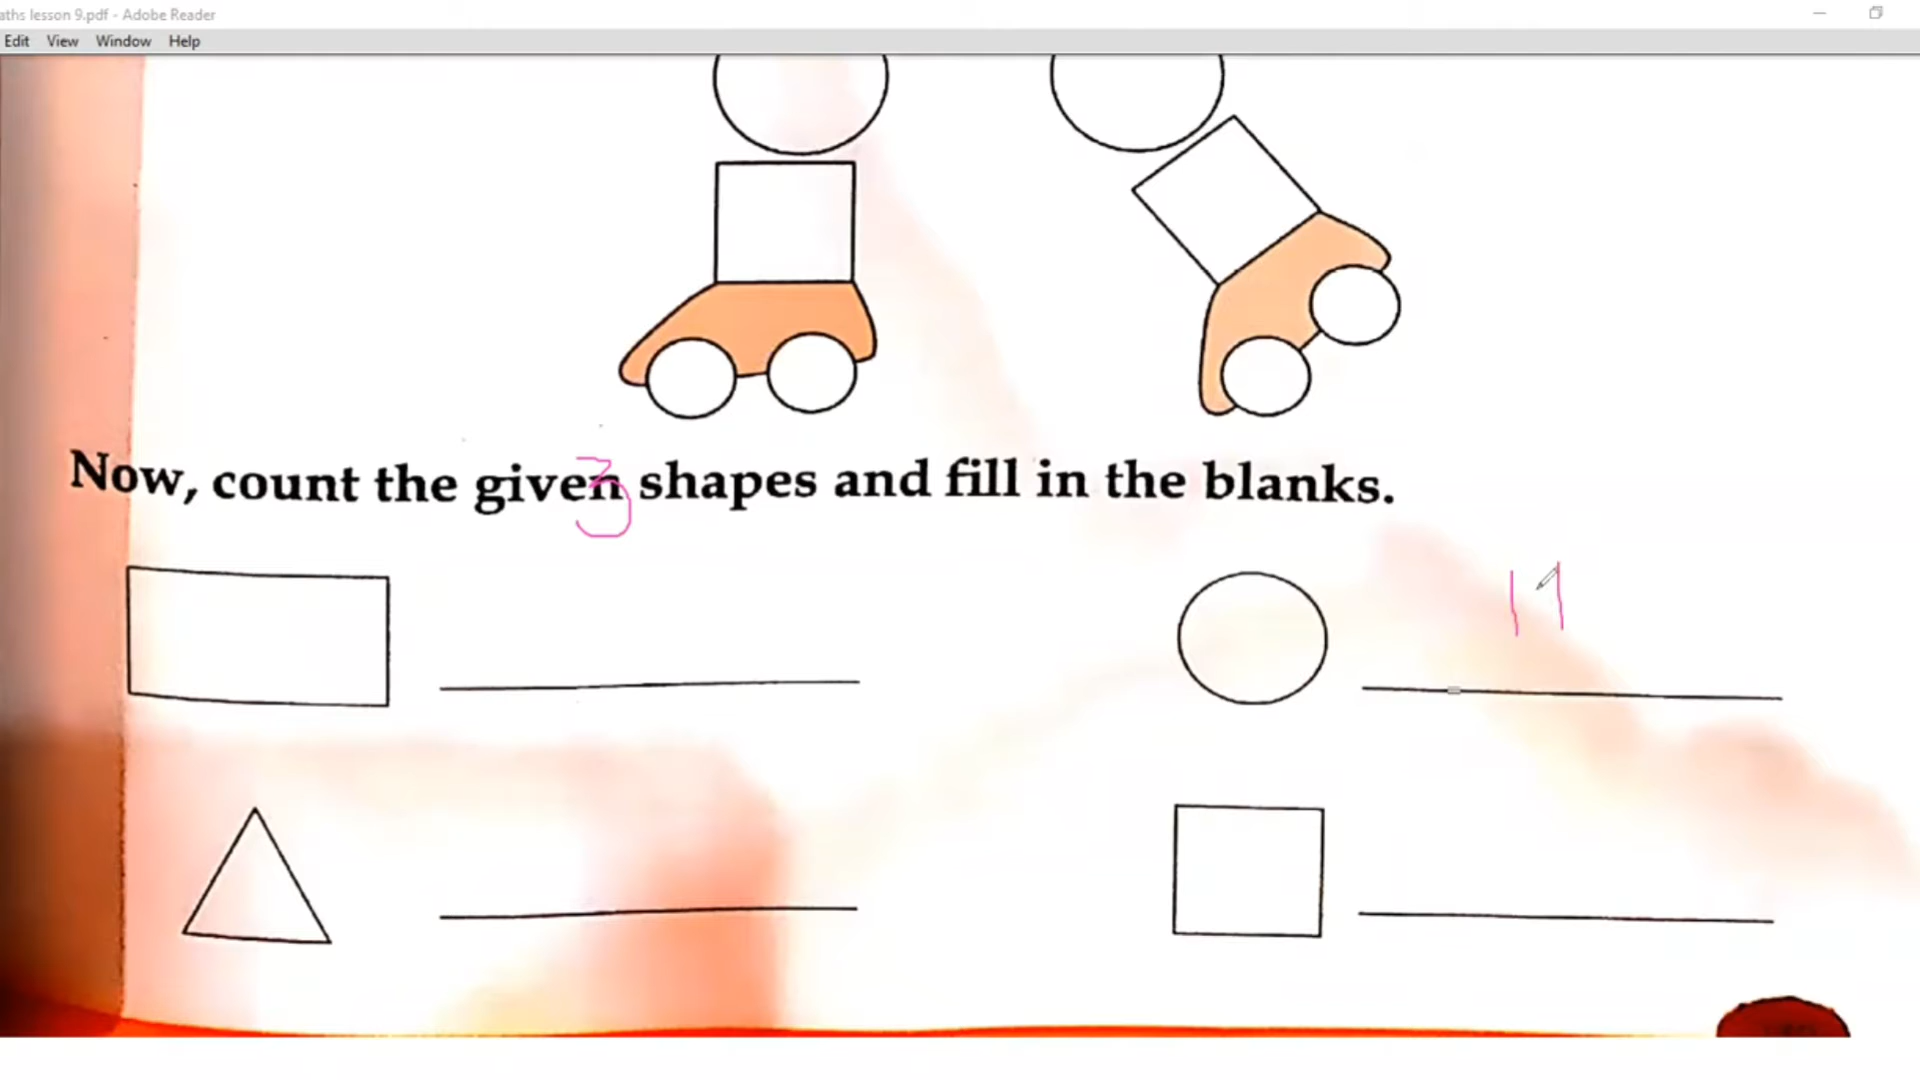 aths lesson 9.pdf - Adobe Reader
Edit View Window Help
Now, count the given shapes and fill in the blanks.
3
11